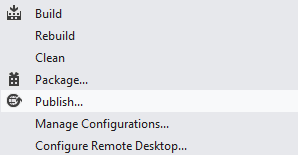 Build
Rebuild
Clean
Package...
Publish...
Manage Configurations...
Configure Remote Desktop...